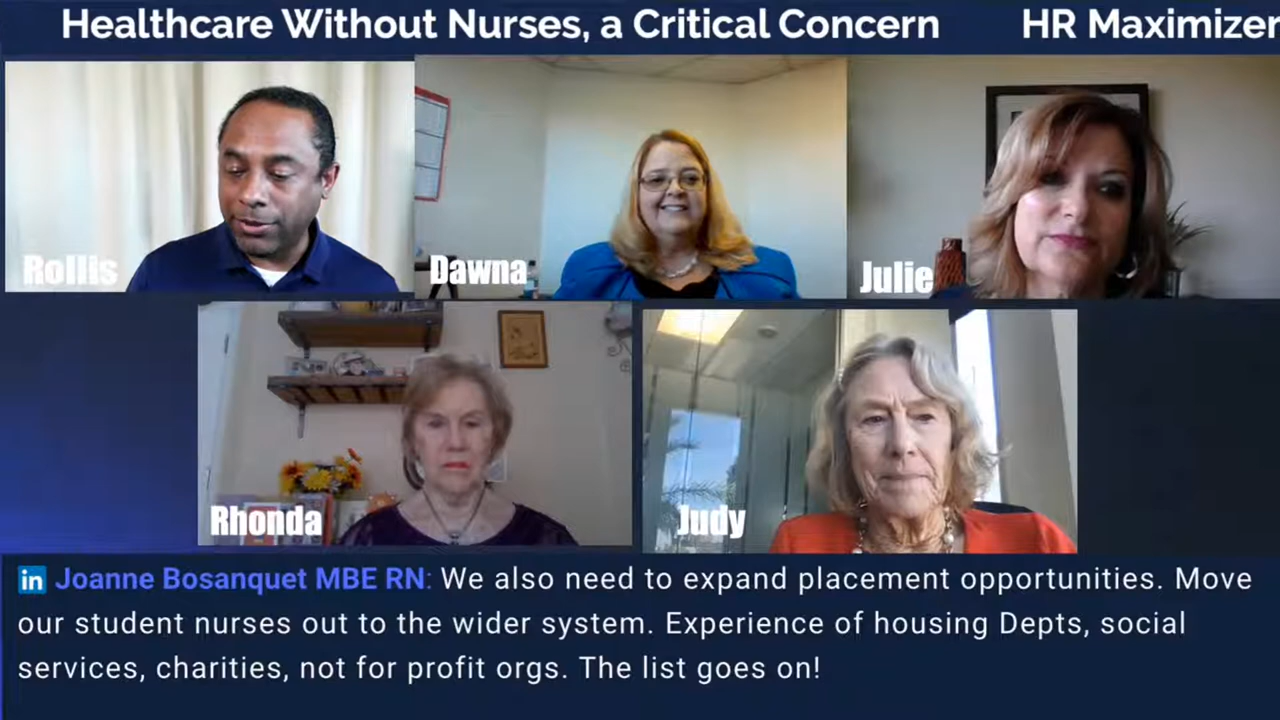 Healthcare Without Nurses, a Critical Concern HR Maximizer
Rollis
Dawna
Julie
Rhonda
Judy
in Joanne Bosanquet MBE RN: We also need to expand placement opportunities. Move
our student nurses out to the wider system. Experience of housing Depts, social
services, charities, not for profit orgs. The list goes on!